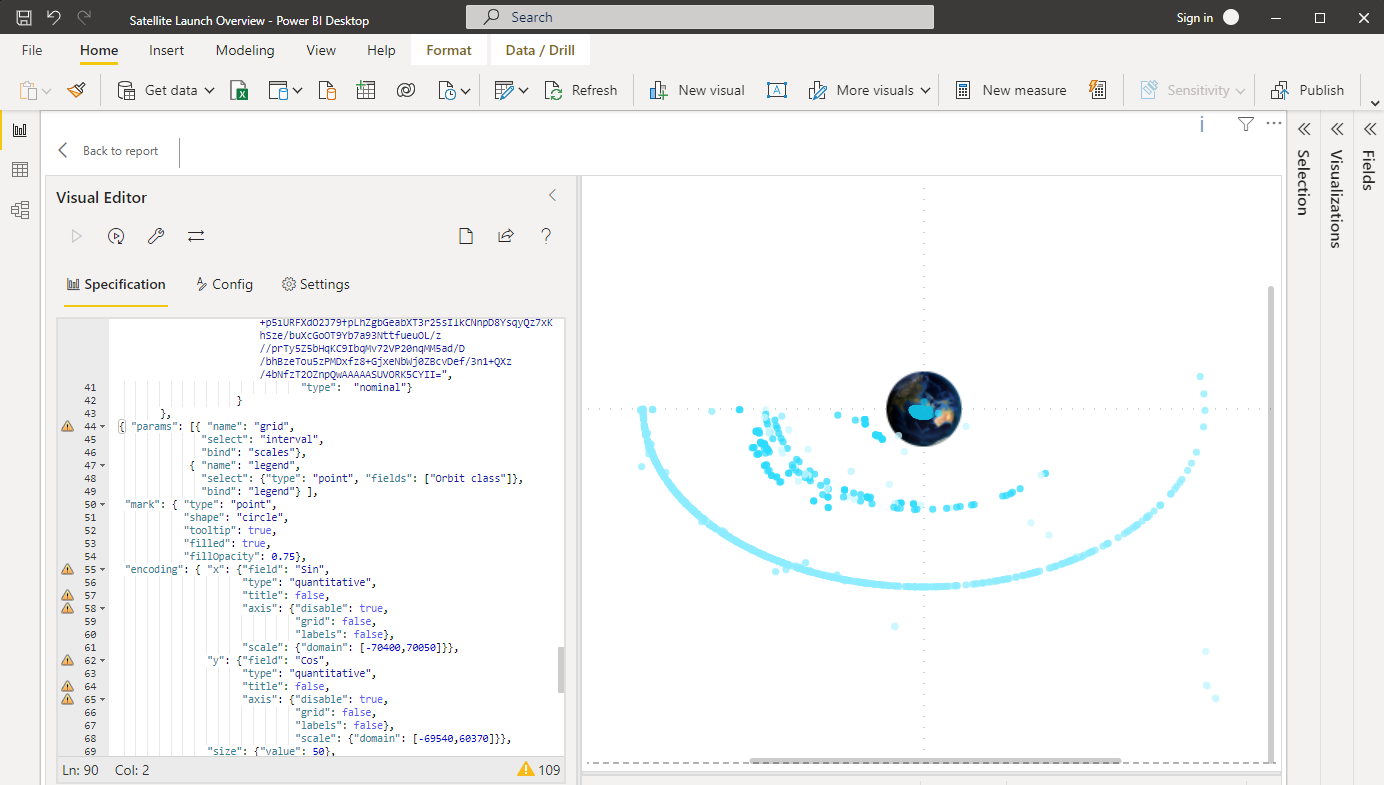 Satellite Launch Overview - Power BI Desktop
Search
Sign in
File Home Insert Modeling View Help Format Data / Drill
Get data Refresh New visual More visuals New measure Sensitivity Publish
Back to report
Visual Editor
Specification Config Settings
//prTy5Z5bHqKC9IbqMv72VP20nqMM5ad/D
/bhBzeTou5zPMDxfz8+GjxeNbWj0ZBcvDef/3n1+QXz
/4bNfzT2OZnpQwAAAAASUVORK5CYII=",
41 "type": "nominal"}
42 }
43 },
44 { "params": [{ "name": "grid",
45 "select": "interval",
46 "bind": "scales"},
47 { "name": "legend",
48 "select": {"type": "point", "fields": ["Orbit class"]},
49 "bind": "legend"} ],
50 "mark": { "type": "point",
51 "shape": "circle",
52 "tooltip": true,
53 "filled": true,
54 "fillOpacity": 0.75},
55 "encoding": { "x": {"field": "Sin",
56 "type": "quantitative",
57 "title": false,
58 "axis": {"disable": true,
59 "grid": false,
60 "labels": false},
61 "scale": {"domain": [-70400,70050]}},
62 "y": {"field": "Cos",
63 "type": "quantitative",
64 "title": false,
65 "axis": {"disable": true,
66 "grid": false,
67 "labels": false},
68 "scale": {"domain": [-69540,60370]}},
69 "size": {"value": 50},
Ln: 90 Col: 2 109
Selection
Visualizations
Fields